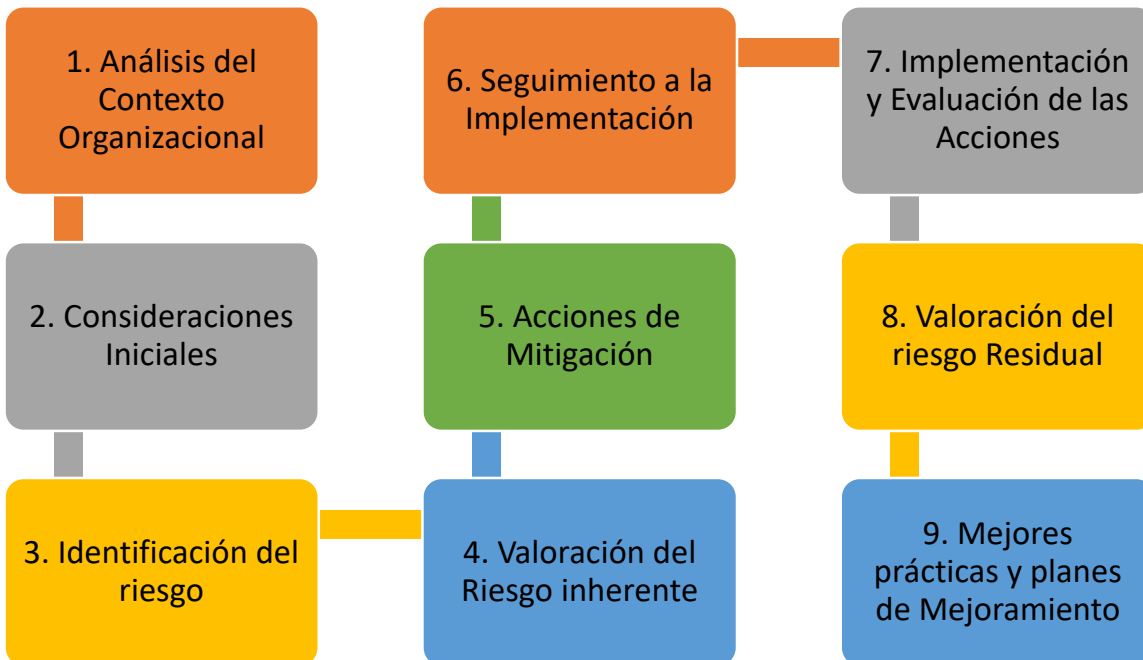 1. Análisis del
Contexto
Organizacional
2. Consideraciones
Iniciales
3. Identificación del
riesgo
4. Valoración del
Riesgo inherente
5. Acciones de
Mitigación
6. Seguimiento a la
Implementación
7. Implementación
y Evaluación de las
Acciones
8. Valoración del
riesgo Residual
9. Mejores
prácticas y planes
de Mejoramiento